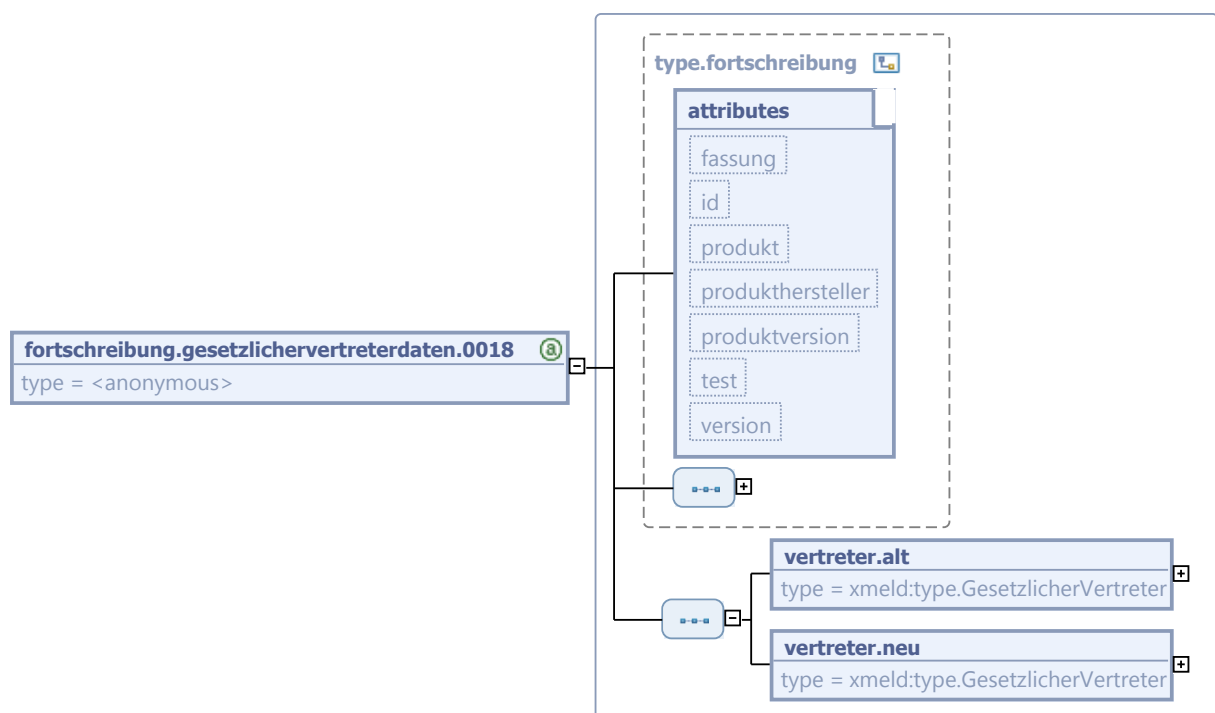 type.fortschreibung
attributes
fassung
id
produkt
produkthersteller
produktversion
test
version
fortschreibung.gesetzlichervertreterdaten.0018 a
type = <anonymous>
vertreter.alt
type = xmeld:type.GesetzlicherVertreter
vertreter.neu
type = xmeld:type.GesetzlicherVertreter